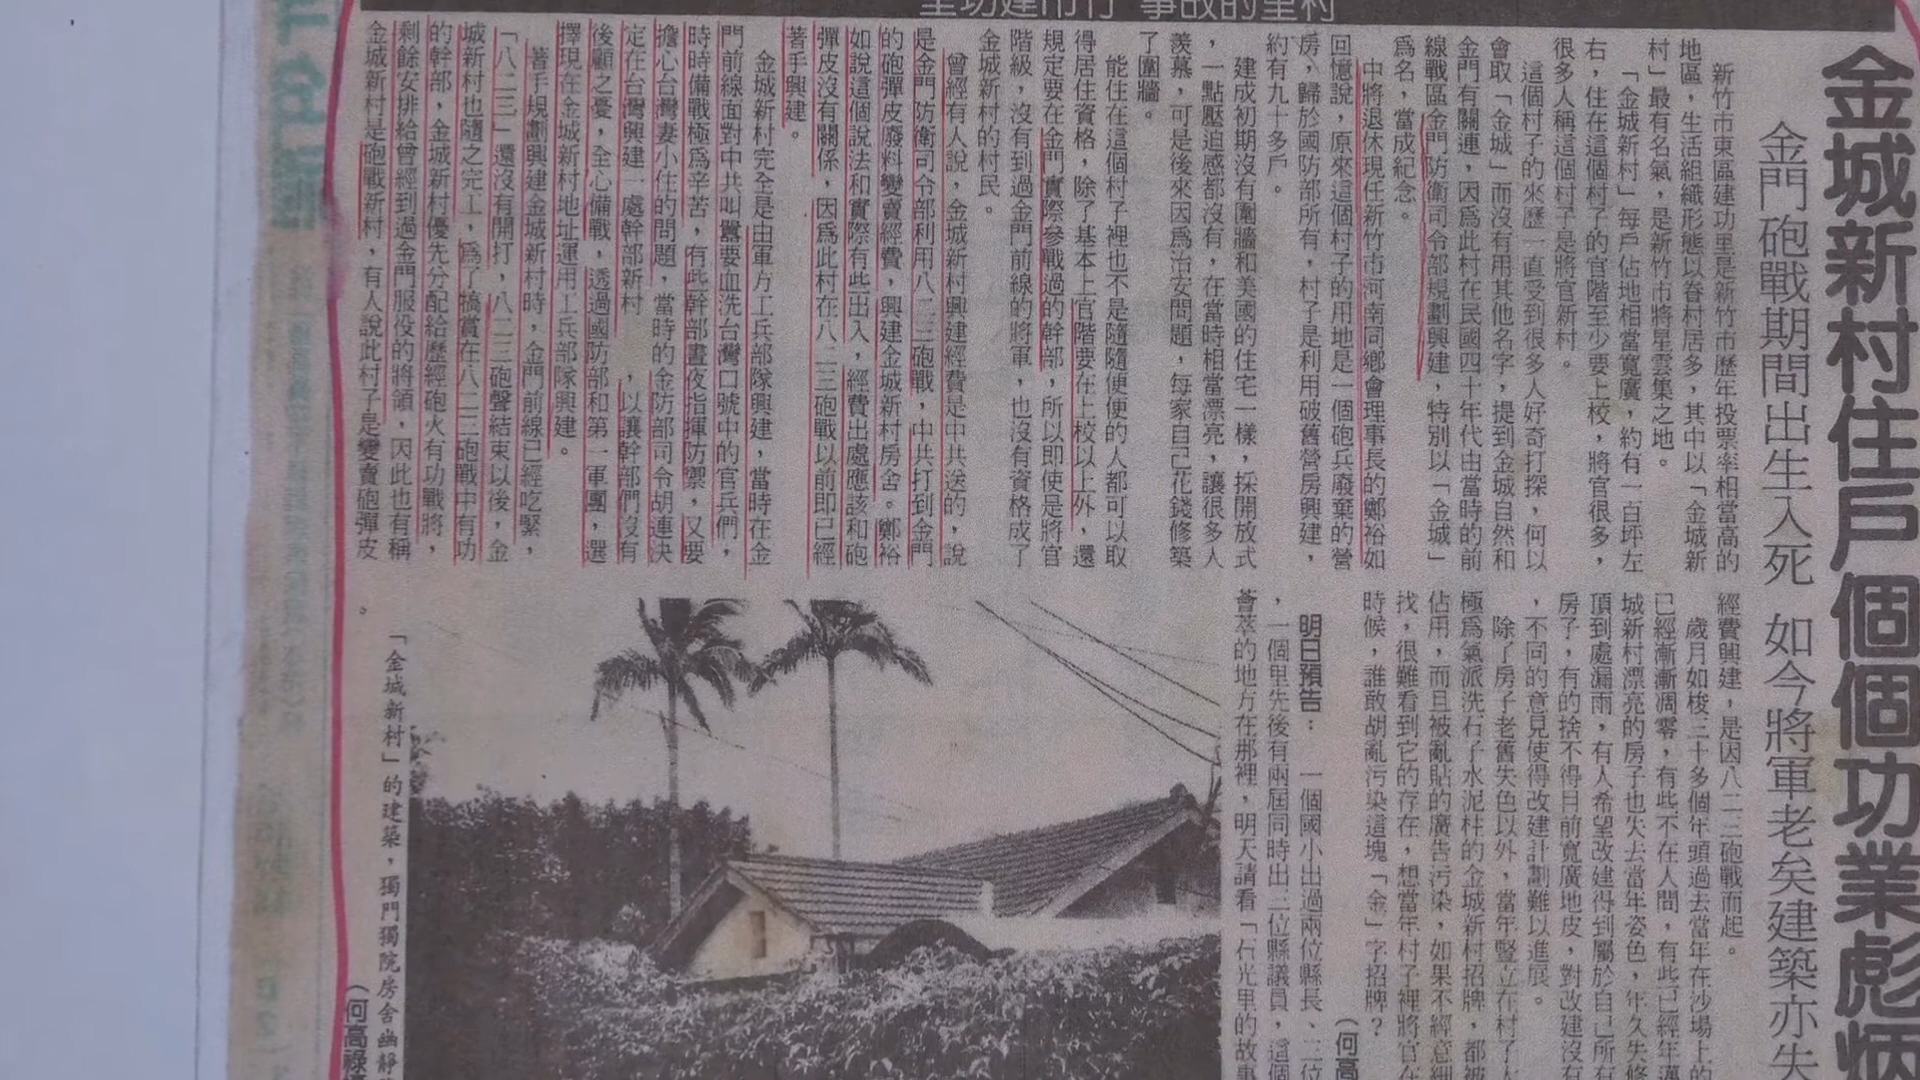 村里的故事 竹市建功里
金城新村住戶個個功業彪炳
金門砲戰期間出生入死 如今將軍老矣建築亦失
新竹市東區建功里是新竹市歷年投票率相當高的
地區，生活組織形態以眷村居多，其中以「金城新
村」最有名氣，是新竹市將星雲集之地。
「金城新村」每戶佔地相當寬廣，約有一百坪左
右，住在這個村子的官階至少要上校，將官很多，
很多人稱這個村子是將官新村。
這個村子的來歷一直受到很多人好奇打探，何以
會取「金城」而沒有用其他名字，提到金城自然和
金門有關連，因為此村在民國四十年代由當時的前
線戰區金門防衛司令部規劃興建，特別以「金城」
為名，當成紀念。
中將退休現任新竹市河南同鄉會理事長的鄭裕如
回憶說，原來這個村子的用地是一個砲兵廢棄的營
房，歸於國防部所有，村子是利用破舊營房興建，
約有九十多戶。
建成初期沒有圍牆和美國的住宅一樣，採開放式
，一點壓迫感都沒有，在當時相當漂亮，讓很多人
羨慕，可是後來因為治安問題，每家自己花錢修築
了圍牆。
能住在這個村子裡也不是隨隨便便的人都可以取
得居住資格，除了基本上官階要在上校以上外，還
規定要在金門實際參戰過的幹部，所以即使是將官
階級，沒有到過金門前線的將軍，也沒有資格成了
金城新村的村民。
曾經有人說，金城新村興建經費是中共送的，說
是金門防衛司令部利用八二三砲戰，中共打到金門
的砲彈皮廢料變賣經費，興建金城新村房舍。鄭裕
如說這個說法和實際有些出入，經費出處應該和砲
彈皮沒有關係，因為此村在八二三砲戰以前即已經
著手興建。
金城新村完全是由軍方工兵部隊興建，當時在金
門前線面對中共叫囂要血洗台灣口號中的官兵們，
時時備戰極為辛苦，有些幹部晝夜指揮防禦，又要
擔心台灣妻小住的問題，當時的金防部司令胡連決
定在台灣興建一處幹部新村，以讓幹部們沒有
後顧之憂，全心備戰，透過國防部和第一軍團，選
擇現在金城新村地址運用工兵部隊興建。
著手規劃興建金城新村時，金門前線已經吃緊，
「八二三」還沒有開打，八二三砲聲結束以後，金
城新村也隨之完工，為了犒賞在八二三砲戰中有功
的幹部，金城新村優先分配給歷經砲火有功戰將，
剩餘安排給曾經到過金門服役的將領，因此也有稱
金城新村是砲戰新村，有人說此村子是變賣砲彈皮
經費興建，是因八二三砲戰而起。
歲月如梭三十多個年頭過去當年在沙場上的
已經漸漸凋零，有些不在人間，有些已經年邁
城新村漂亮的房子也失去當年姿色，年久失修
頂到處漏雨，有人希望改建得到屬於自己所有
房子，有的捨不得目前寬廣地皮，對改建沒有
，不同的意見使得改建計劃難以進展。
除了房子老舊失色以外，當年豎立在村子
極為氣派洗石子水泥柱的金城新村招牌，都被
佔用，而且被亂貼的廣告污染，如果不經意細
找，很難看到它的存在，想當年村子裡將官在
時候，誰敢胡亂污染這塊「金」字招牌？
（何高
明日預告：一個國小出過兩位縣長、三位
，一個里先後有兩屆同時出三位縣議員，這個
薈萃的地方在那裡，明天請看「石光里的故事
「金城新村」的建築，獨門獨院房舍幽靜
（何高祿